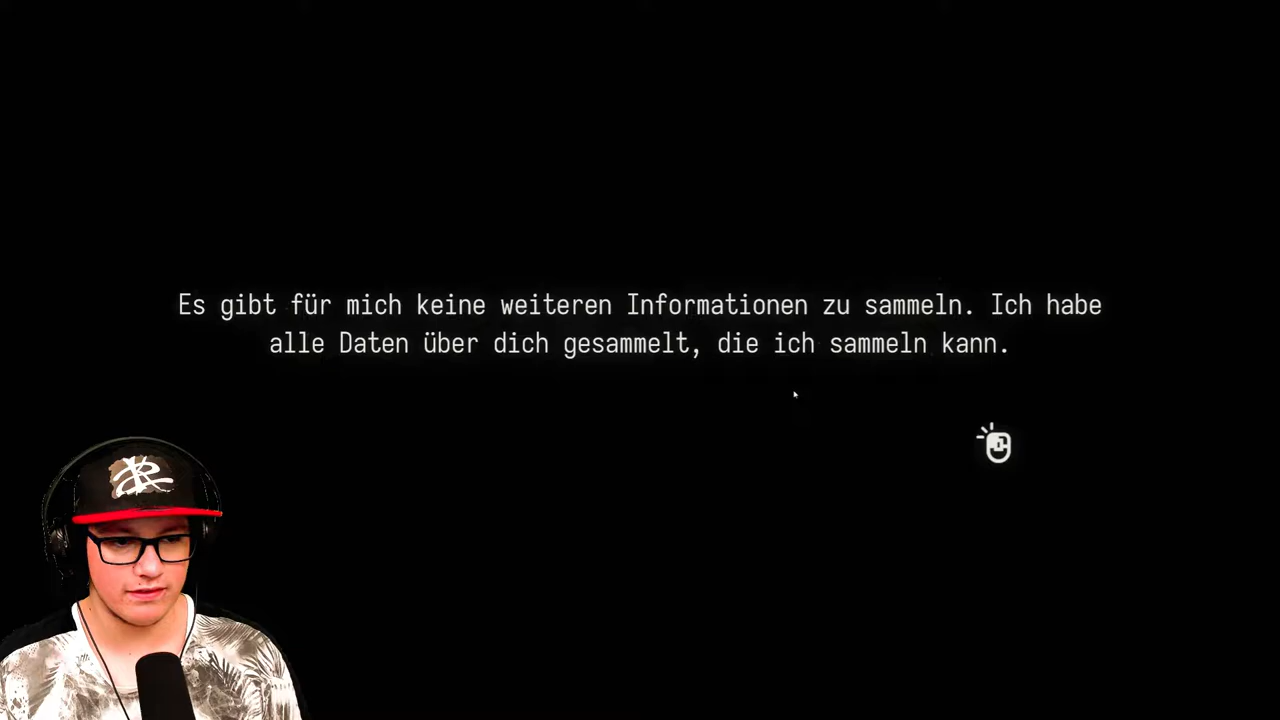 Es gibt für mich keine weiteren Informationen zu sammeln. Ich habe
alle Daten über dich gesammelt, die ich sammeln kann.